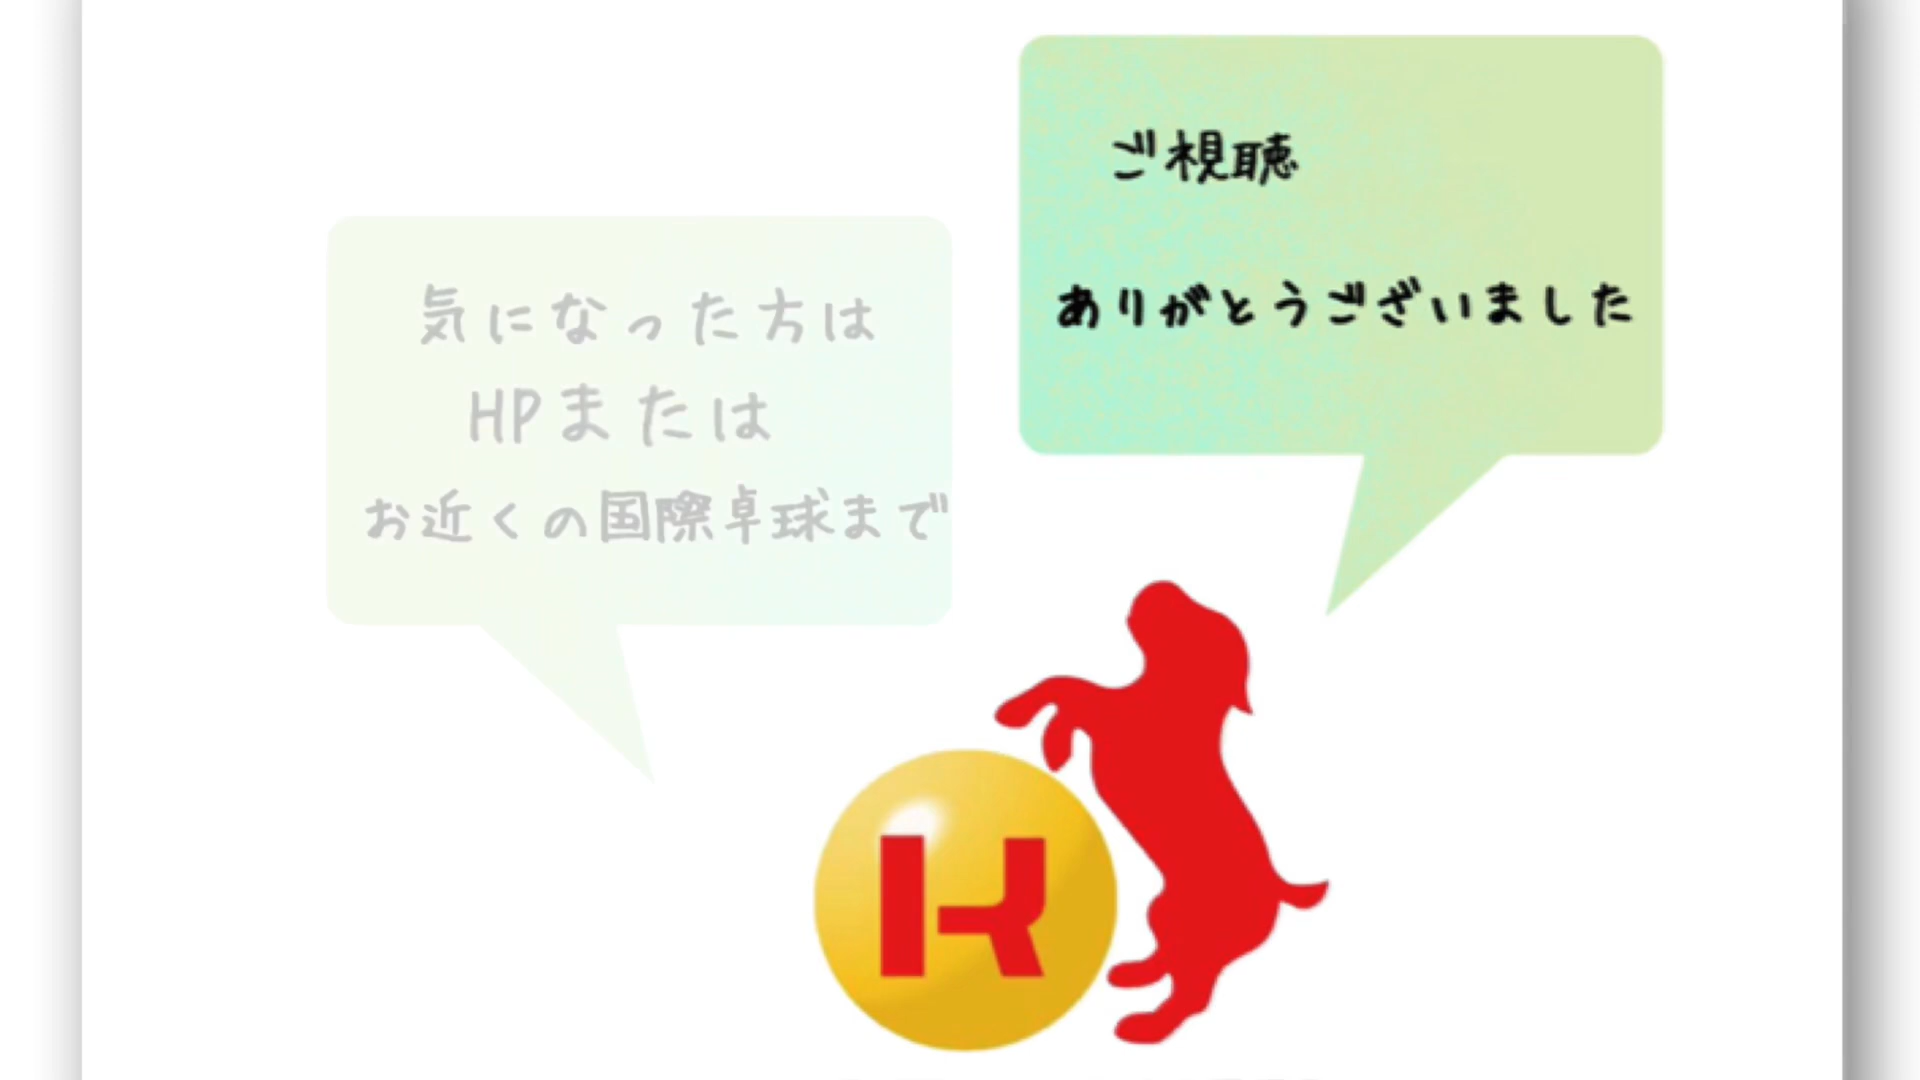 気になった方は
HPまたは
お近くの国際卓球まで
ご視聴
ありがとうございました
K